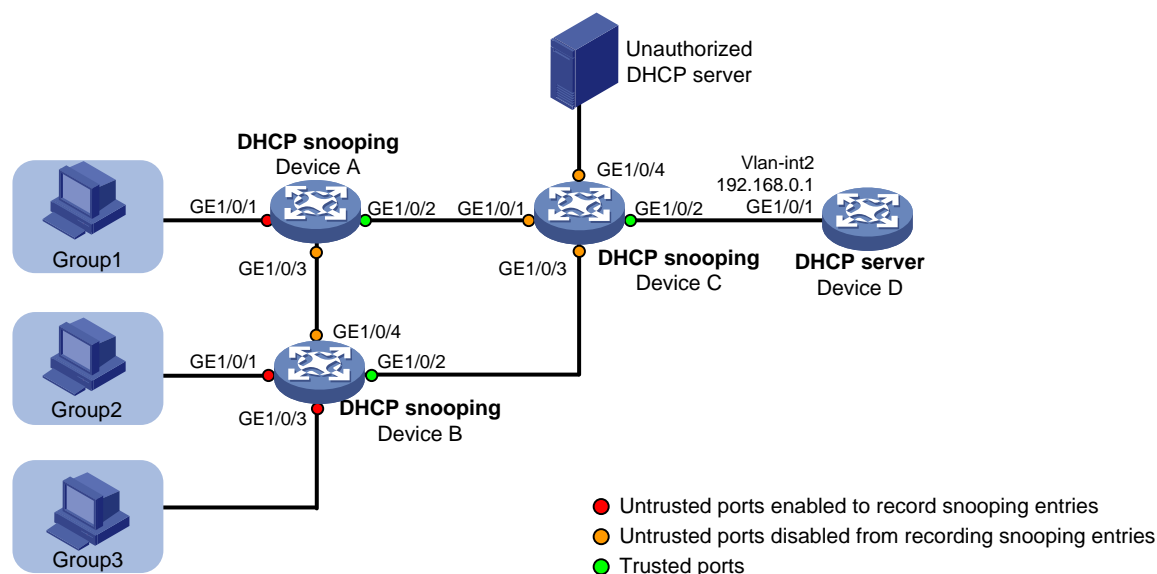 Unauthorized
DHCP server
DHCP snooping
Device A
GE1/0/4
Vlan-int2
192.168.0.1
GE1/0/1
GE1/0/1
GE1/0/2
GE1/0/1
GE1/0/2
Group1
GE1/0/3
GE1/0/3
DHCP snooping
Device C
DHCP server
Device D
GE1/0/4
GE1/0/1
GE1/0/2
Group2
GE1/0/3
DHCP snooping
Device B
Group3
Untrusted ports enabled to record snooping entries
Untrusted ports disabled from recording snooping entries
Trusted ports